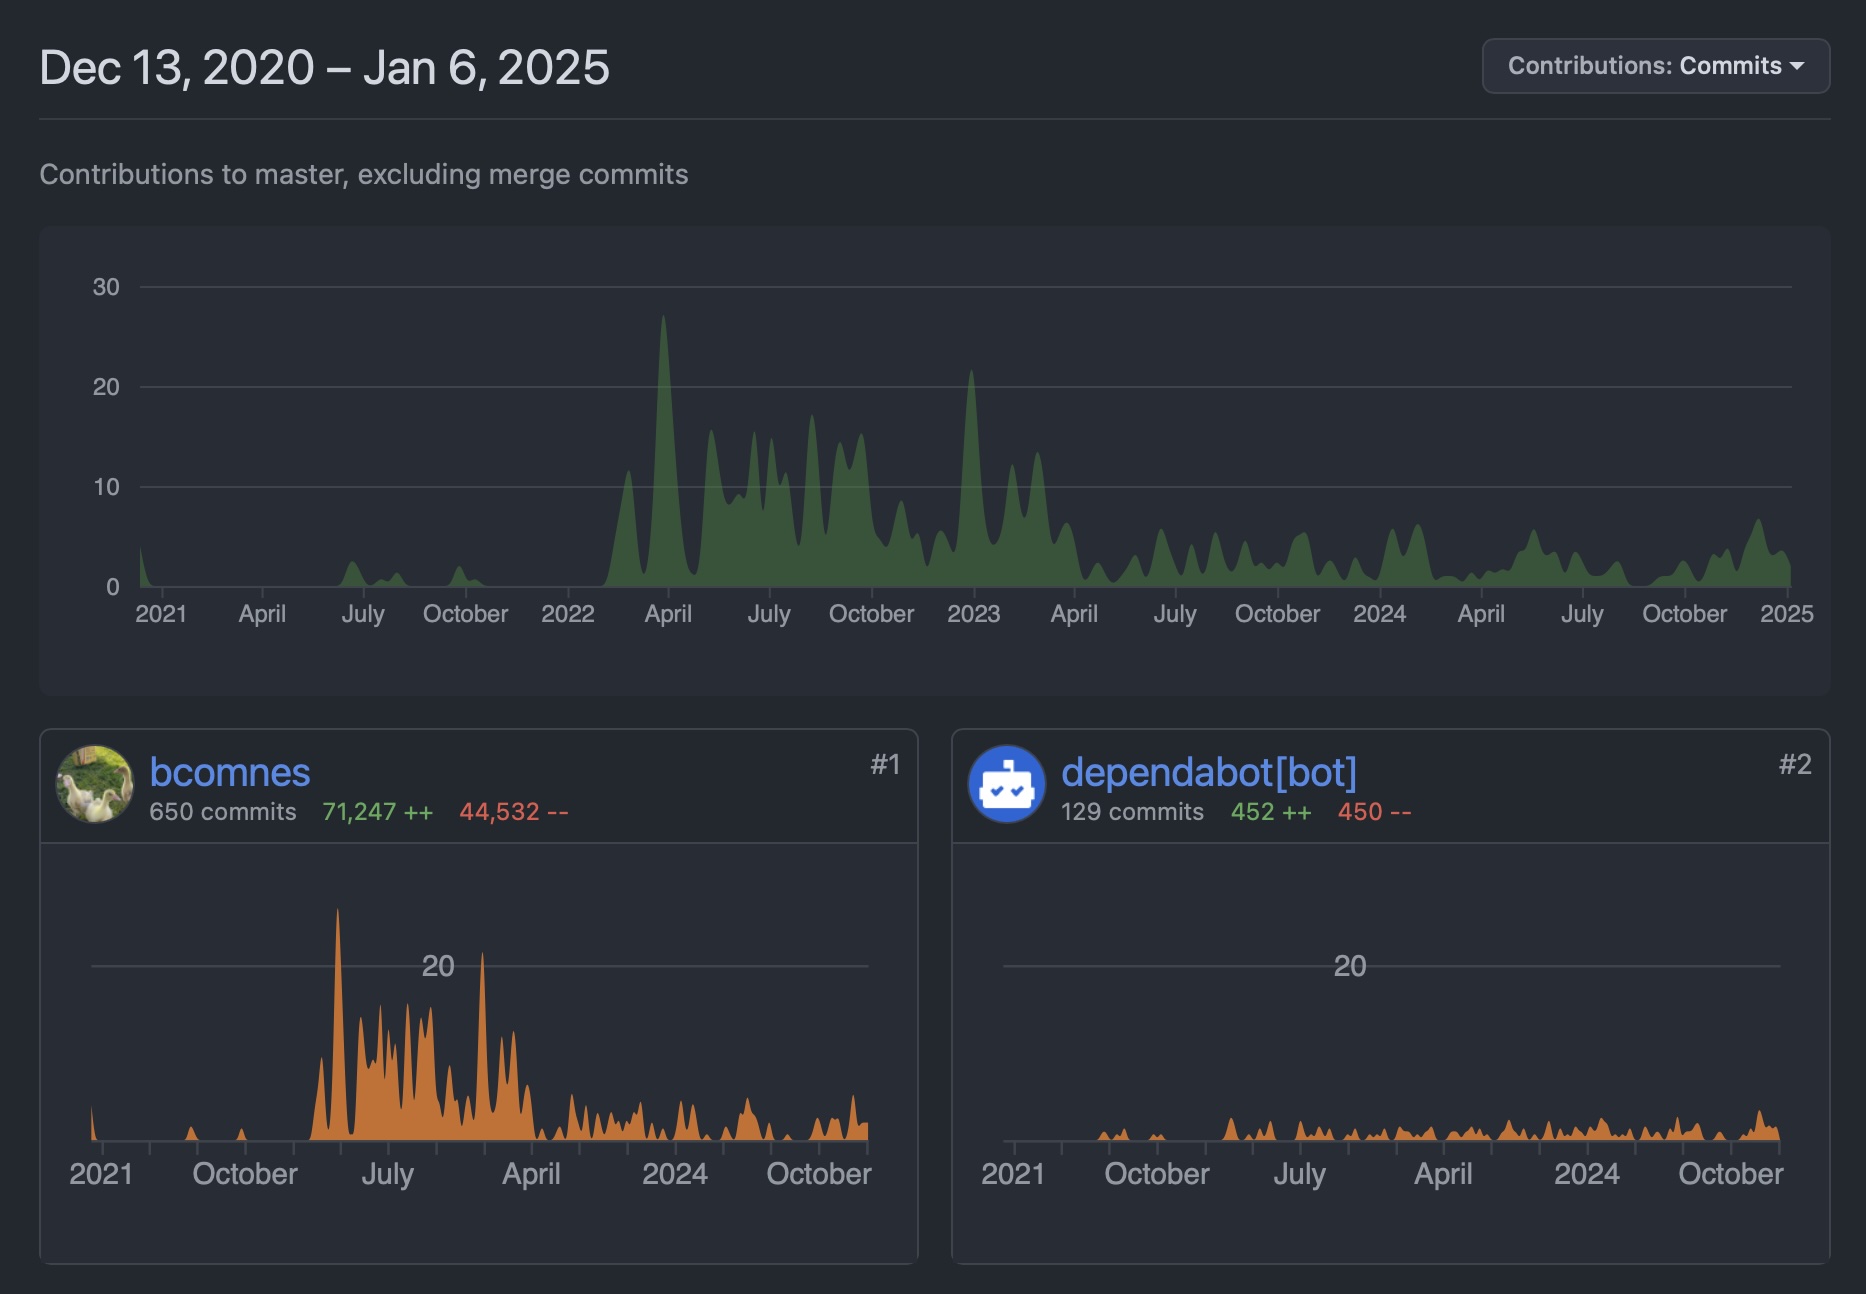 Dec 13, 2020 – Jan 6, 2025
Contributions: Commits
Contributions to master, excluding merge commits
30
20
10
0
2021 April July October 2022 April July October 2023 April July October 2024 April July October 2025
bcomnes
#1
650 commits 71,247 ++ 44,532 --
20
2021 October July April 2024 October
dependabot[bot]
#2
129 commits 452 ++ 450 --
20
2021 October July April 2024 October